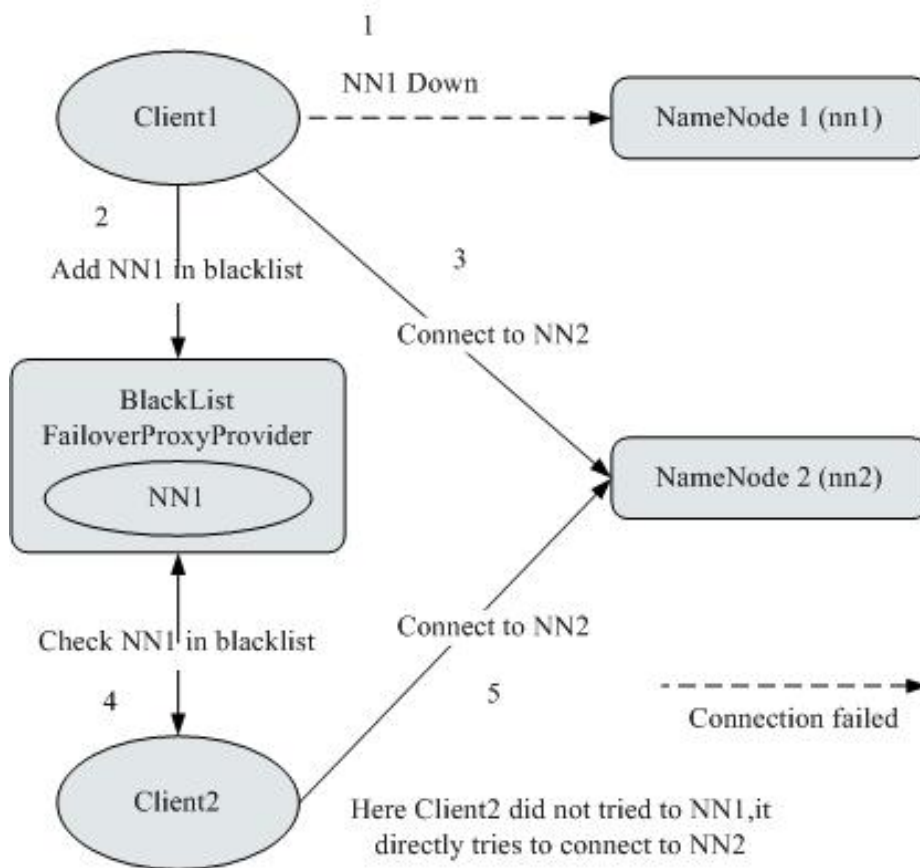 1
NN1 Down
Client1
NameNode 1 (nn1)
2
Add NN1 in blacklist
3
Connect to NN2
BlackList
FailoverProxyProvider
NN1
NameNode 2 (nn2)
Check NN1 in blacklist
Connect to NN2
4
5
Connection failed
Client2
Here Client2 did not tried to NN1,it
directly tries to connect to NN2